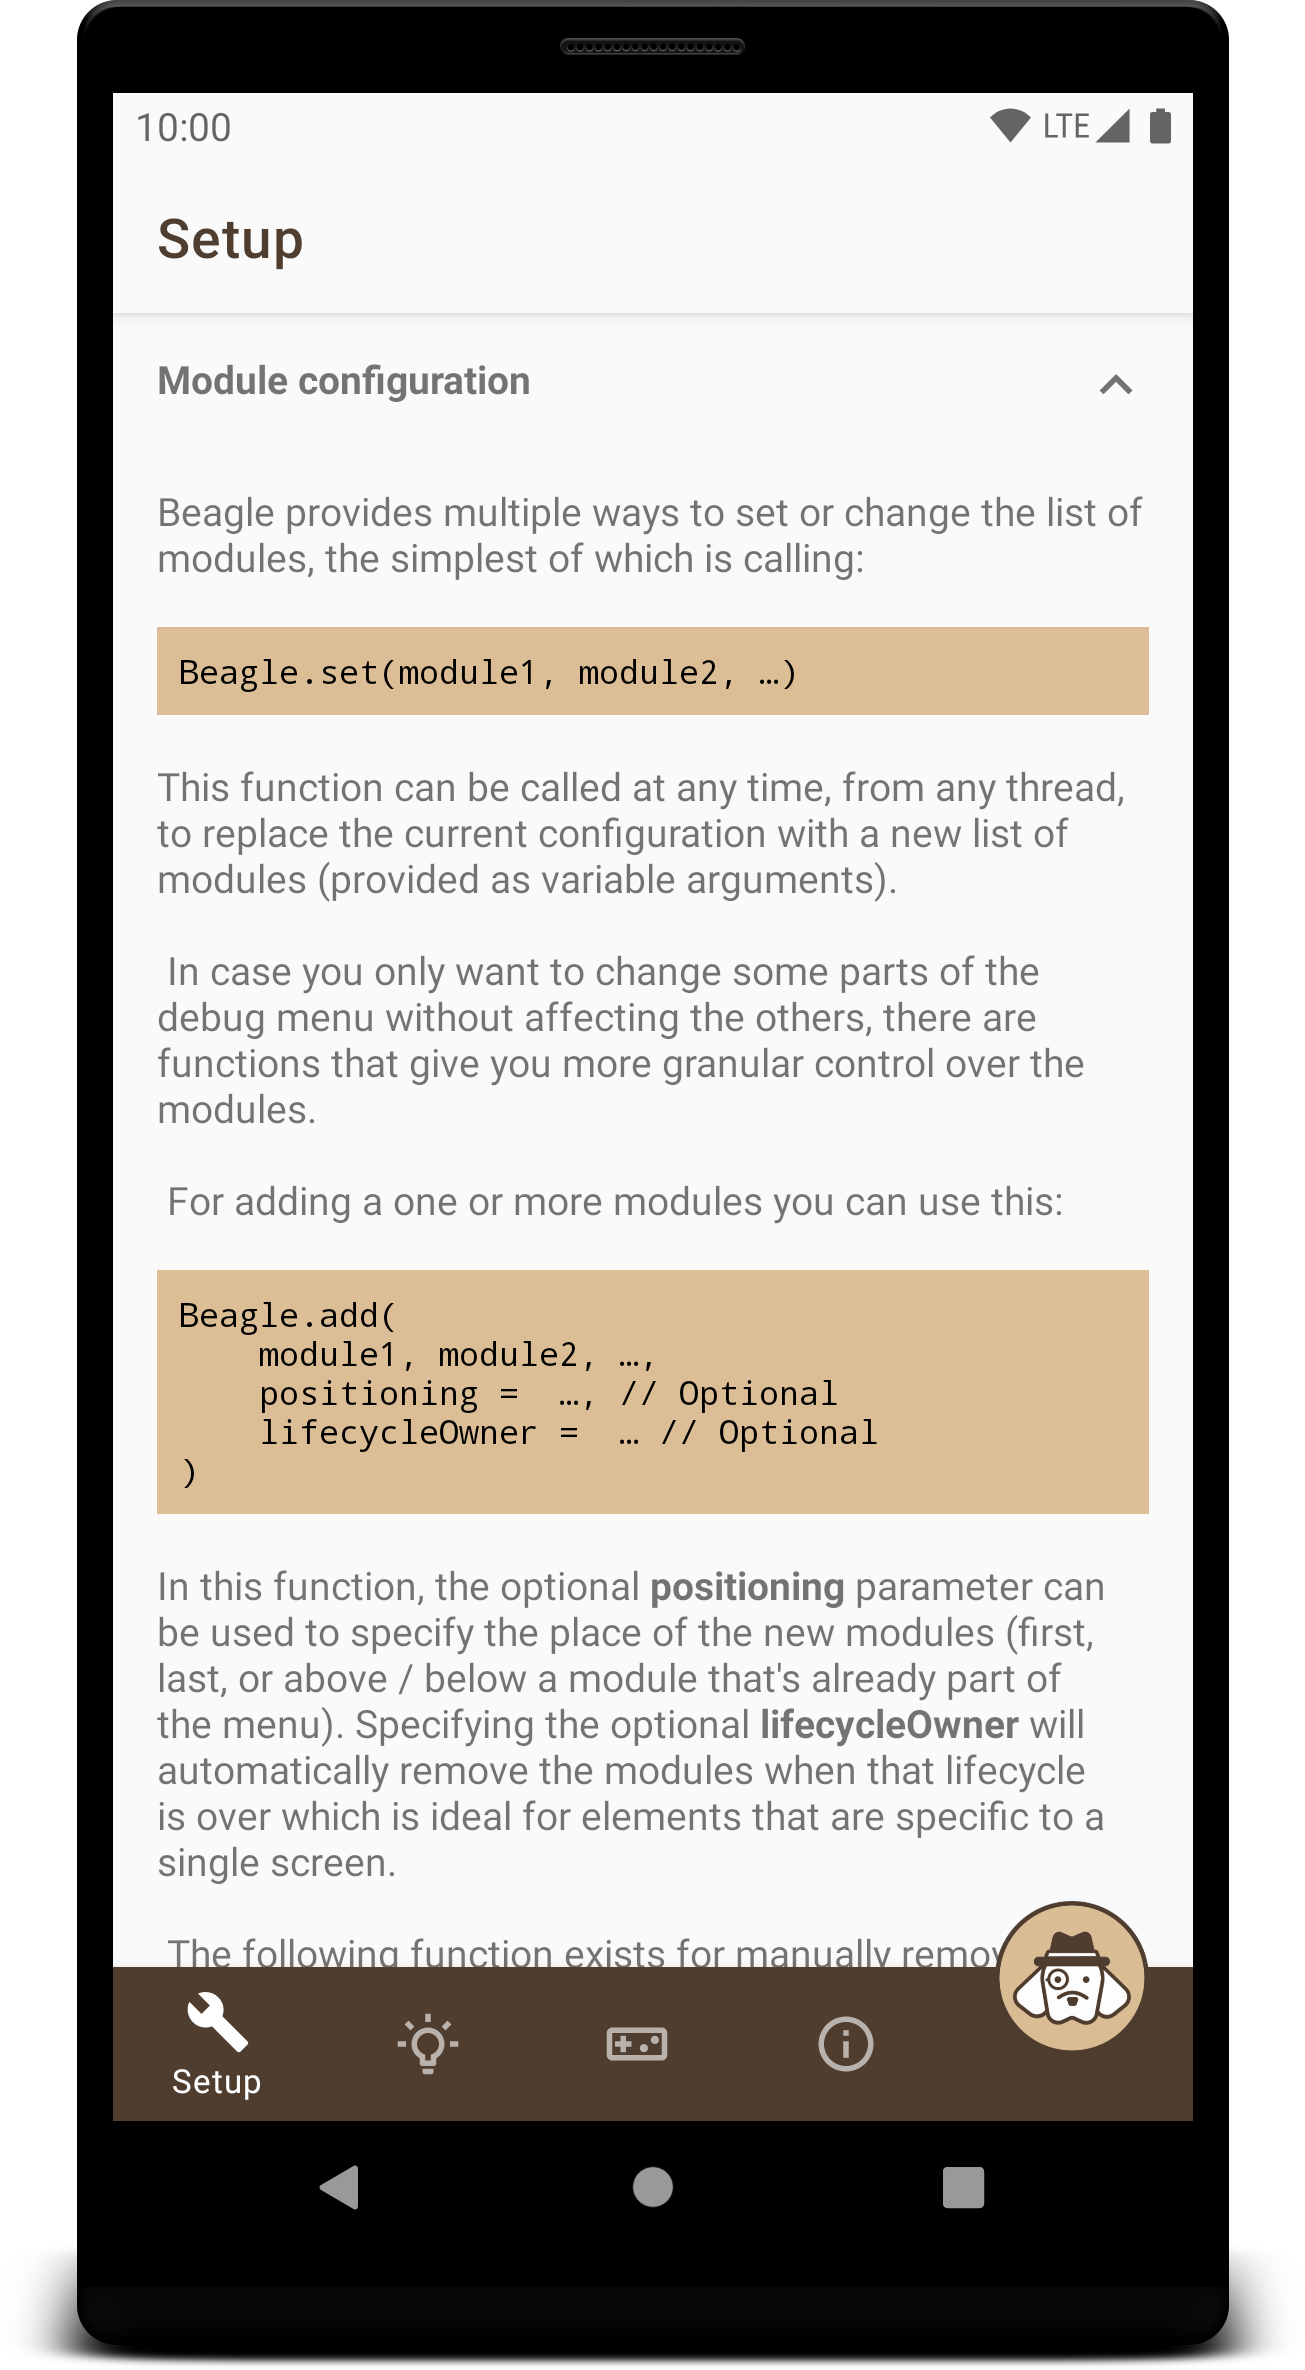 10:00 LTE
Setup
Module configuration
Beagle provides multiple ways to set or change the list of
modules, the simplest of which is calling:
Beagle.set(module1, module2, …)
This function can be called at any time, from any thread,
to replace the current configuration with a new list of
modules (provided as variable arguments).
In case you only want to change some parts of the
debug menu without affecting the others, there are
functions that give you more granular control over the
modules.
For adding a one or more modules you can use this:
Beagle.add(
    module1, module2, …,
    positioning =  …, // Optional
    lifecycleOwner =  … // Optional
)
In this function, the optional positioning parameter can
be used to specify the place of the new modules (first,
last, or above / below a module that's already part of
the menu). Specifying the optional lifecycleOwner will
automatically remove the modules when that lifecycle
is over which is ideal for elements that are specific to a
single screen.
The following function exists for manually remov
Setup